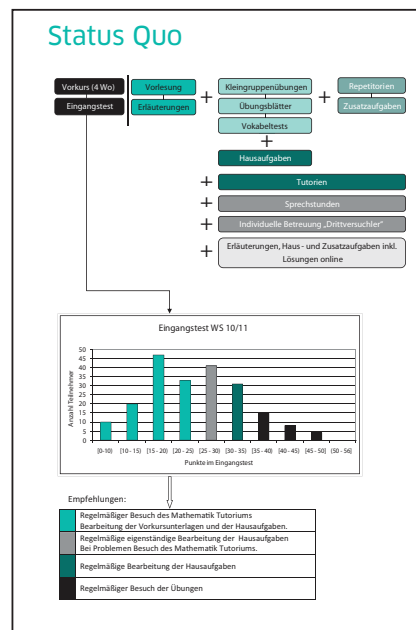 Status Quo
Vorkurs (4 Wo)
Eingangstest
Vorlesung
Erläuterungen
+
Kleingruppenübungen
Übungsblätter
Vokabeltests
+
Repetitorien
Zusatzaufgaben
+
Hausaufgaben
+ Tutorien
+ Sprechstunden
+ Individuelle Betreuung „Drittversuchler“
+ Erläuterungen, Haus - und Zusatzaufgaben inkl.
Lösungen online
Eingangstest WS 10/11
Anzahl Teilnehmer
50
45
40
35
30
25
20
15
10
5
0
[0-10) [10 - 15) [15 - 20) [20 - 25) [25 - 30) [30 - 35) [35 - 40) [40 - 45) [45 - 50) (50 - 56]
Punkte im Eingangstest
Empfehlungen:
Regelmäßiger Besuch des Mathematik Tutoriums
Bearbeitung der Vorkursunterlagen und der Hausaufgaben.
Regelmäßige eigenständige Bearbeitung der Hausaufgaben
Bei Problemen Besuch des Mathematik Tutoriums.
Regelmäßige Bearbeitung der Hausaufgaben
Regelmäßiger Besuch der Übungen